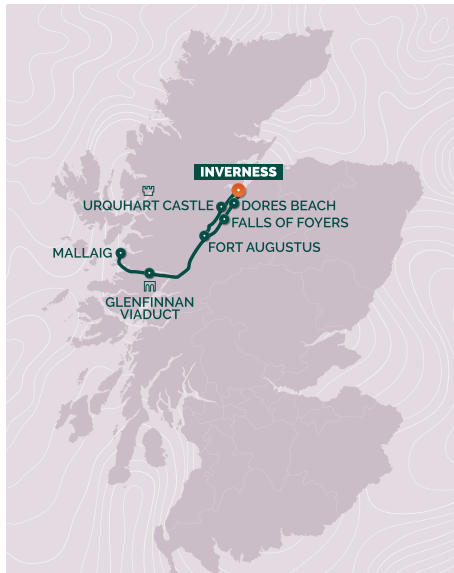 INVERNESS
URQUHART CASTLE
DORES BEACH
FALLS OF FOYERS
FORT AUGUSTUS
MALLAIG
GLENFINNAN
VIADUCT